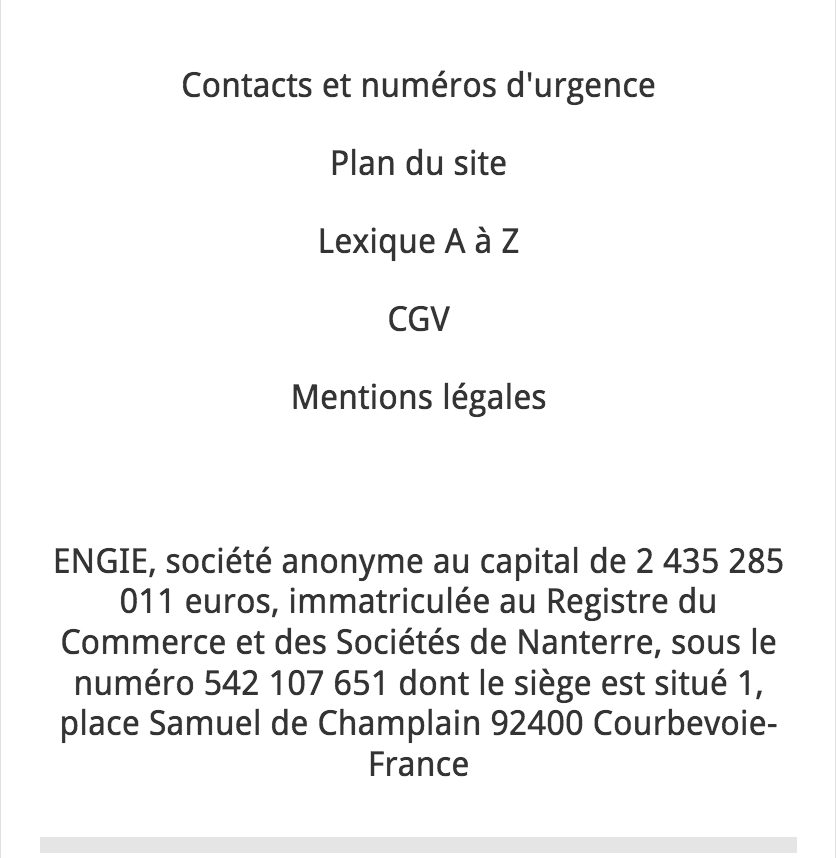 Contacts et numéros d'urgence
Plan du site
Lexique A à Z
CGV
Mentions légales
ENGIE, société anonyme au capital de 2 435 285
011 euros, immatriculée au Registre du
Commerce et des Sociétés de Nanterre, sous le
numéro 542 107 651 dont le siège est situé 1,
place Samuel de Champlain 92400 Courbevoie-
France